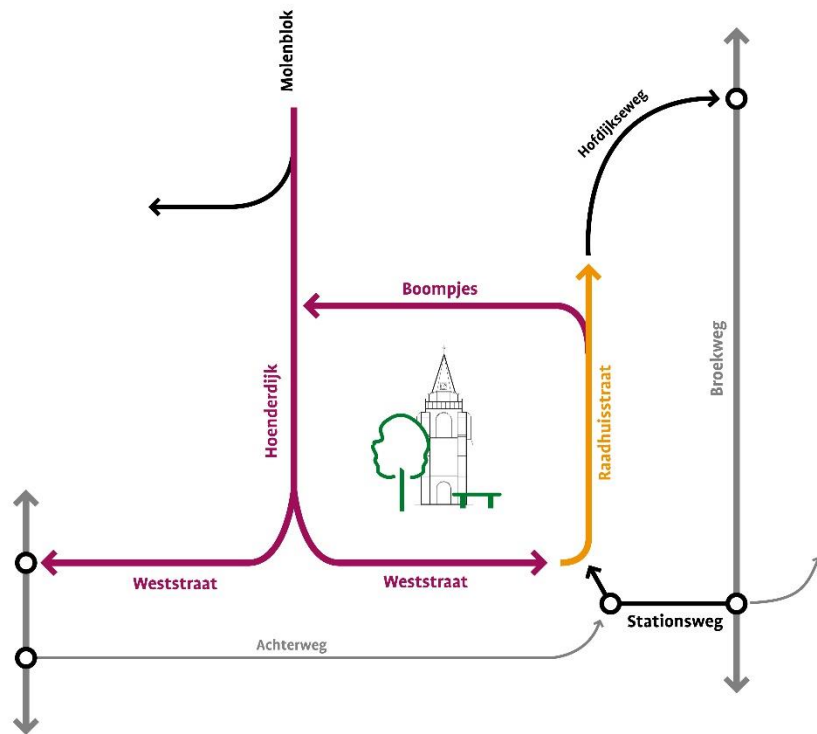 Molenblok
Hofdijkseweg
Boompjes
Broekweg
Hoenderdijk
Raadhuisstraat
Weststraat
Weststraat
Stationsweg
Achterweg